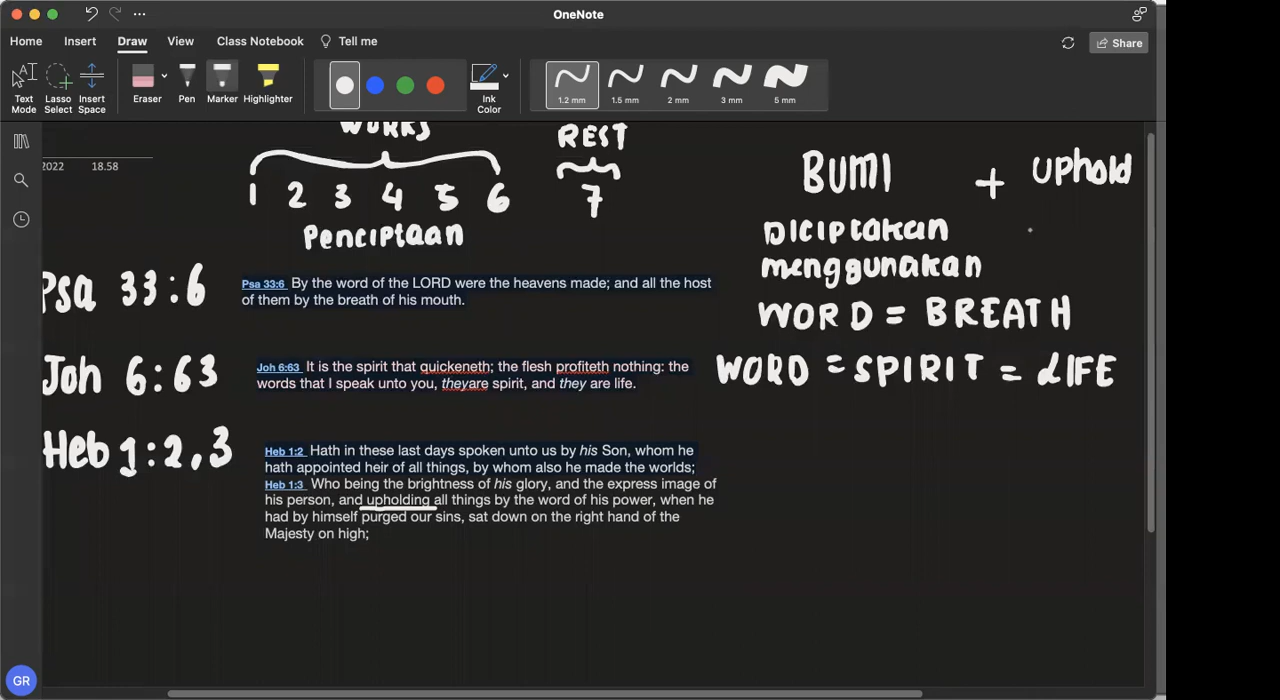 OneNote
Home Insert Draw View Class Notebook Tell me
Share
Text Mode
Lasso Select
Insert Space
Eraser
Pen
Marker
Highlighter
Ink Color
1.2 mm
1.5 mm
2 mm
3 mm
5 mm
2022 18.58
WORKS
REST
1 2 3 4 5 6
7
Penciptaan
BUMI + uphold
Diciptakan
menggunakan
WORD = BREATH
WORD = SPIRIT = LIFE
Psa 33:6
Psa 33:6 By the word of the LORD were the heavens made; and all the host
of them by the breath of his mouth.
Joh 6:63
Joh 6:63 It is the spirit that quickeneth; the flesh profiteth nothing: the
words that I speak unto you, theyare spirit, and they are life.
Heb 1:2,3
Heb 1:2 Hath in these last days spoken unto us by his Son, whom he
hath appointed heir of all things, by whom also he made the worlds;
Heb 1:3 Who being the brightness of his glory, and the express image of
his person, and upholding all things by the word of his power, when he
had by himself purged our sins, sat down on the right hand of the
Majesty on high;
GR